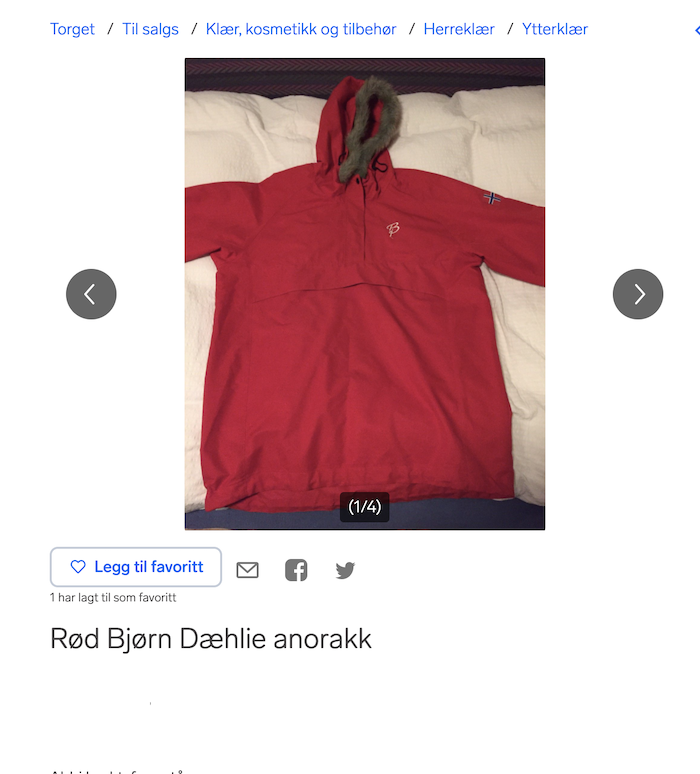 Torget / Til salgs / Klær, kosmetikk og tilbehør / Herreklær / Ytterklær
(1/4)
Legg til favoritt
1 har lagt til som favoritt
Rød Bjørn Dæhlie anorakk